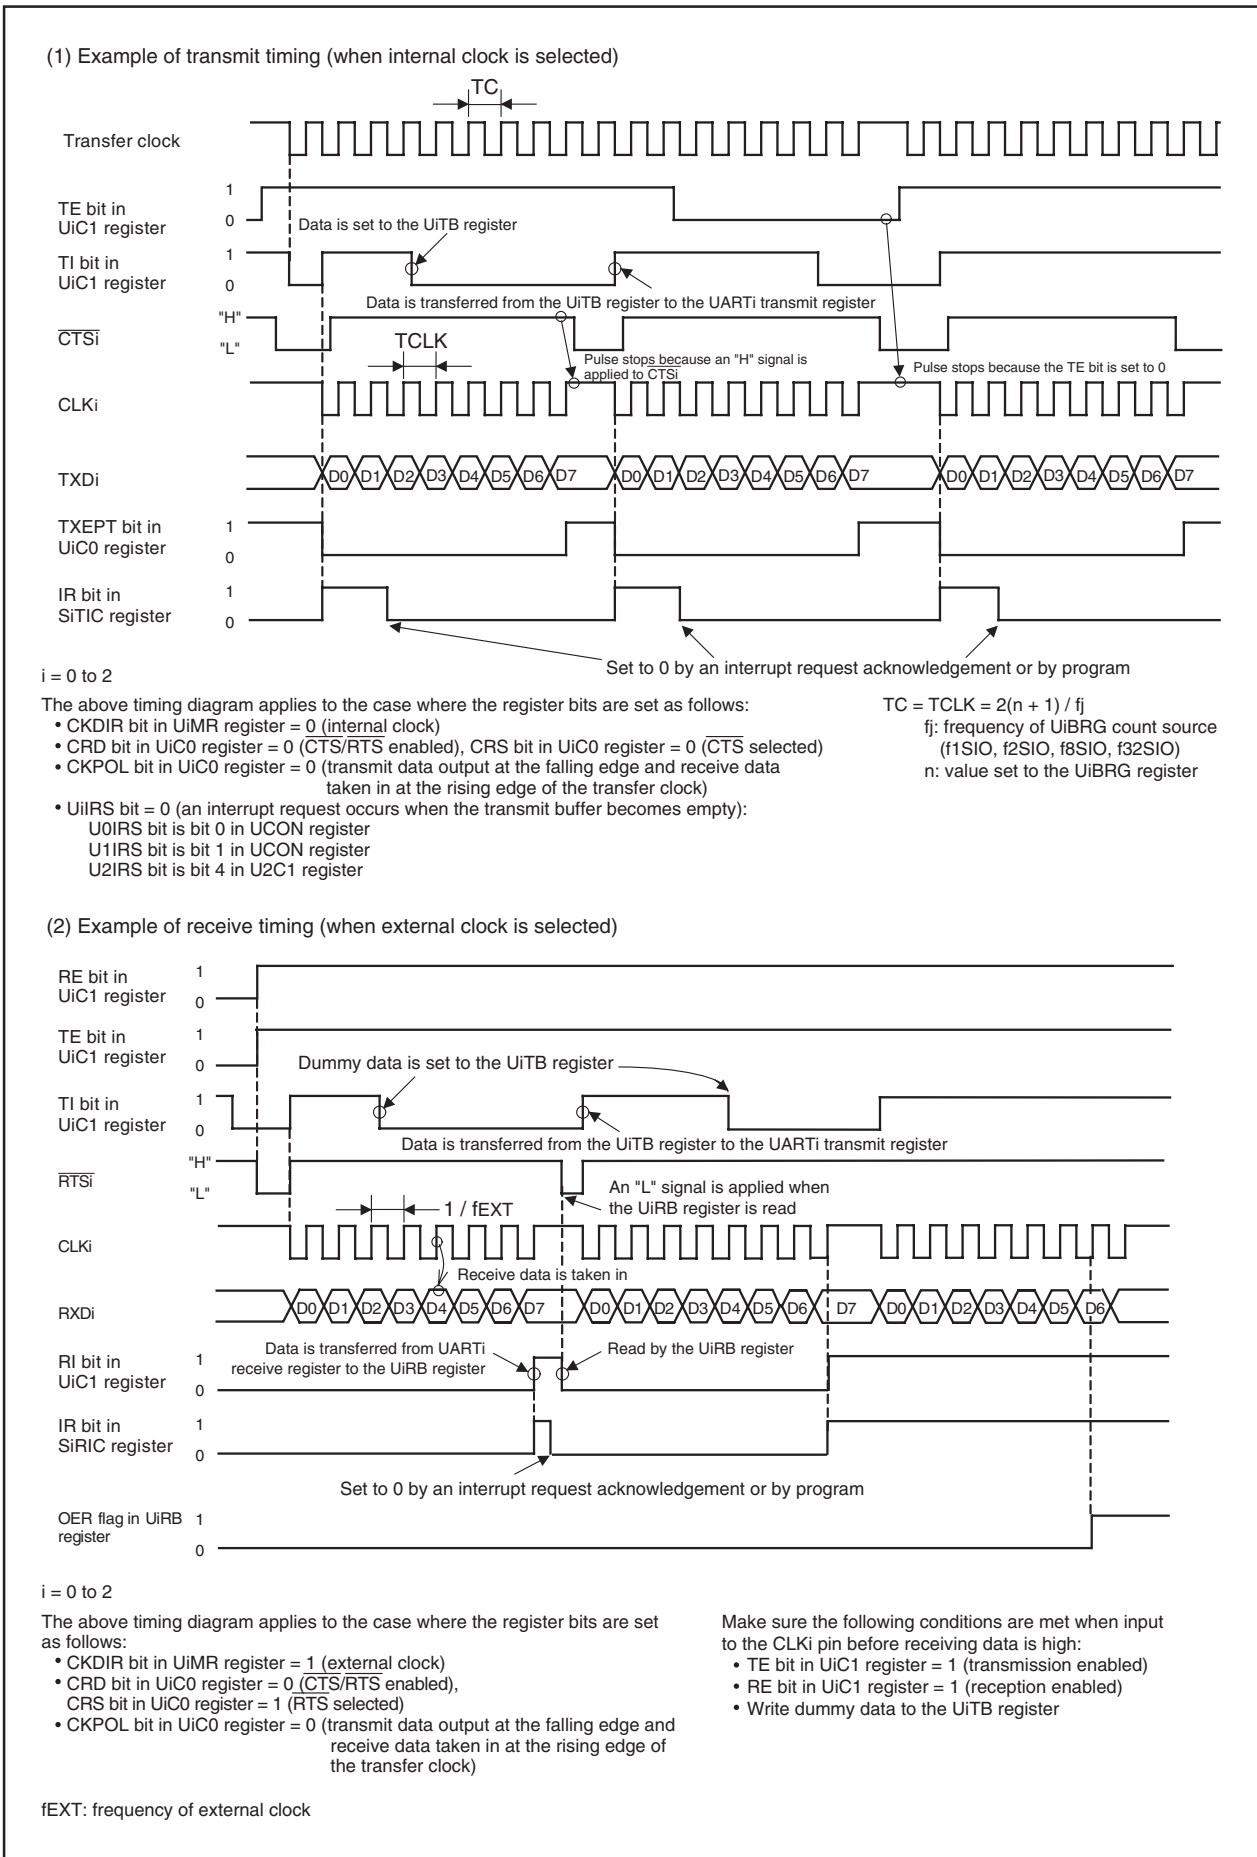 (1) Example of transmit timing (when internal clock is selected)
TC
Transfer clock
TE bit in
UiC1 register
1
0
Data is set to the UiTB register
TI bit in
UiC1 register
1
0
Data is transferred from the UiTB register to the UARTi transmit register
CTSi
"H"
"L"
TCLK
Pulse stops because an "H" signal is
applied to CTSi
Pulse stops because the TE bit is set to 0
CLKi
TXDi
D0 D1 D2 D3 D4 D5 D6 D7 D0 D1 D2 D3 D4 D5 D6 D7 D0 D1 D2 D3 D4 D5 D6 D7
TXEPT bit in
UiC0 register
1
0
IR bit in
SiTIC register
1
0
Set to 0 by an interrupt request acknowledgement or by program
i = 0 to 2
The above timing diagram applies to the case where the register bits are set as follows:
• CKDIR bit in UiMR register = 0 (internal clock)
• CRD bit in UiC0 register = 0 (CTS/RTS enabled), CRS bit in UiC0 register = 0 (CTS selected)
• CKPOL bit in UiC0 register = 0 (transmit data output at the falling edge and receive data
taken in at the rising edge of the transfer clock)
• UiIRS bit = 0 (an interrupt request occurs when the transmit buffer becomes empty):
U0IRS bit is bit 0 in UCON register
U1IRS bit is bit 1 in UCON register
U2IRS bit is bit 4 in U2C1 register
TC = TCLK = 2(n + 1) / fj
fj: frequency of UiBRG count source
(f1SIO, f2SIO, f8SIO, f32SIO)
n: value set to the UiBRG register
(2) Example of receive timing (when external clock is selected)
RE bit in
UiC1 register
1
0
TE bit in
UiC1 register
1
0
Dummy data is set to the UiTB register
TI bit in
UiC1 register
1
0
Data is transferred from the UiTB register to the UARTi transmit register
RTSi
"H"
"L"
An "L" signal is applied when
the UiRB register is read
1 / fEXT
CLKi
Receive data is taken in
RXDi
D0 D1 D2 D3 D4 D5 D6 D7 D0 D1 D2 D3 D4 D5 D6 D7 D0 D1 D2 D3 D4 D5 D6
Data is transferred from UARTi
receive register to the UiRB register
Read by the UiRB register
RI bit in
UiC1 register
1
0
IR bit in
SiRIC register
1
0
Set to 0 by an interrupt request acknowledgement or by program
OER flag in UiRB
register
1
0
i = 0 to 2
The above timing diagram applies to the case where the register bits are set
as follows:
• CKDIR bit in UiMR register = 1 (external clock)
• CRD bit in UiC0 register = 0 (CTS/RTS enabled),
CRS bit in UiC0 register = 1 (RTS selected)
• CKPOL bit in UiC0 register = 0 (transmit data output at the falling edge and
receive data taken in at the rising edge of
the transfer clock)
Make sure the following conditions are met when input
to the CLKi pin before receiving data is high:
• TE bit in UiC1 register = 1 (transmission enabled)
• RE bit in UiC1 register = 1 (reception enabled)
• Write dummy data to the UiTB register
fEXT: frequency of external clock